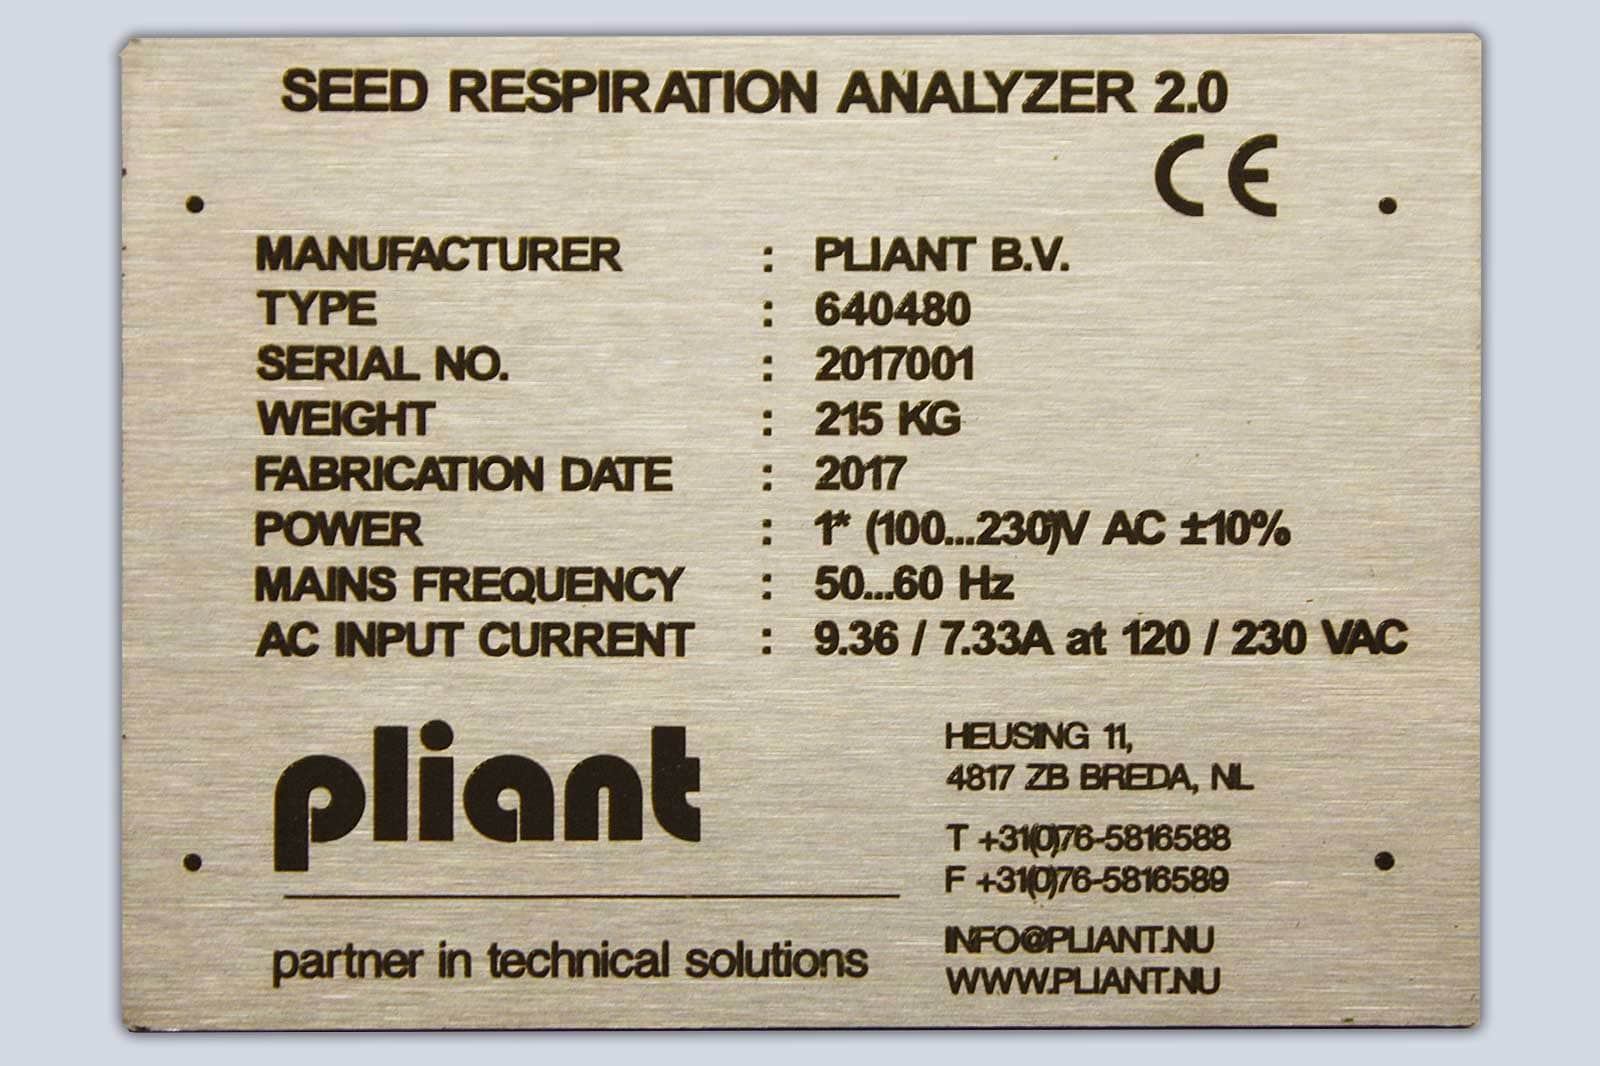 SEED RESPIRATION ANALYZER 2.0
CE
MANUFACTURER : PLIANT B.V.
TYPE : 640480
SERIAL NO. : 2017001
WEIGHT : 215 KG
FABRICATION DATE : 2017
POWER : 1* (100...230)V AC ±10%
MAINS FREQUENCY : 50...60 Hz
AC INPUT CURRENT : 9.36 / 7.33A at 120 / 230 VAC
pliant
partner in technical solutions
HEUSING 11,
4817 ZB BREDA, NL
T +31(0)76-5816588
F +31(0)76-5816589
INFO@PLIANT.NU
WWW.PLIANT.NU